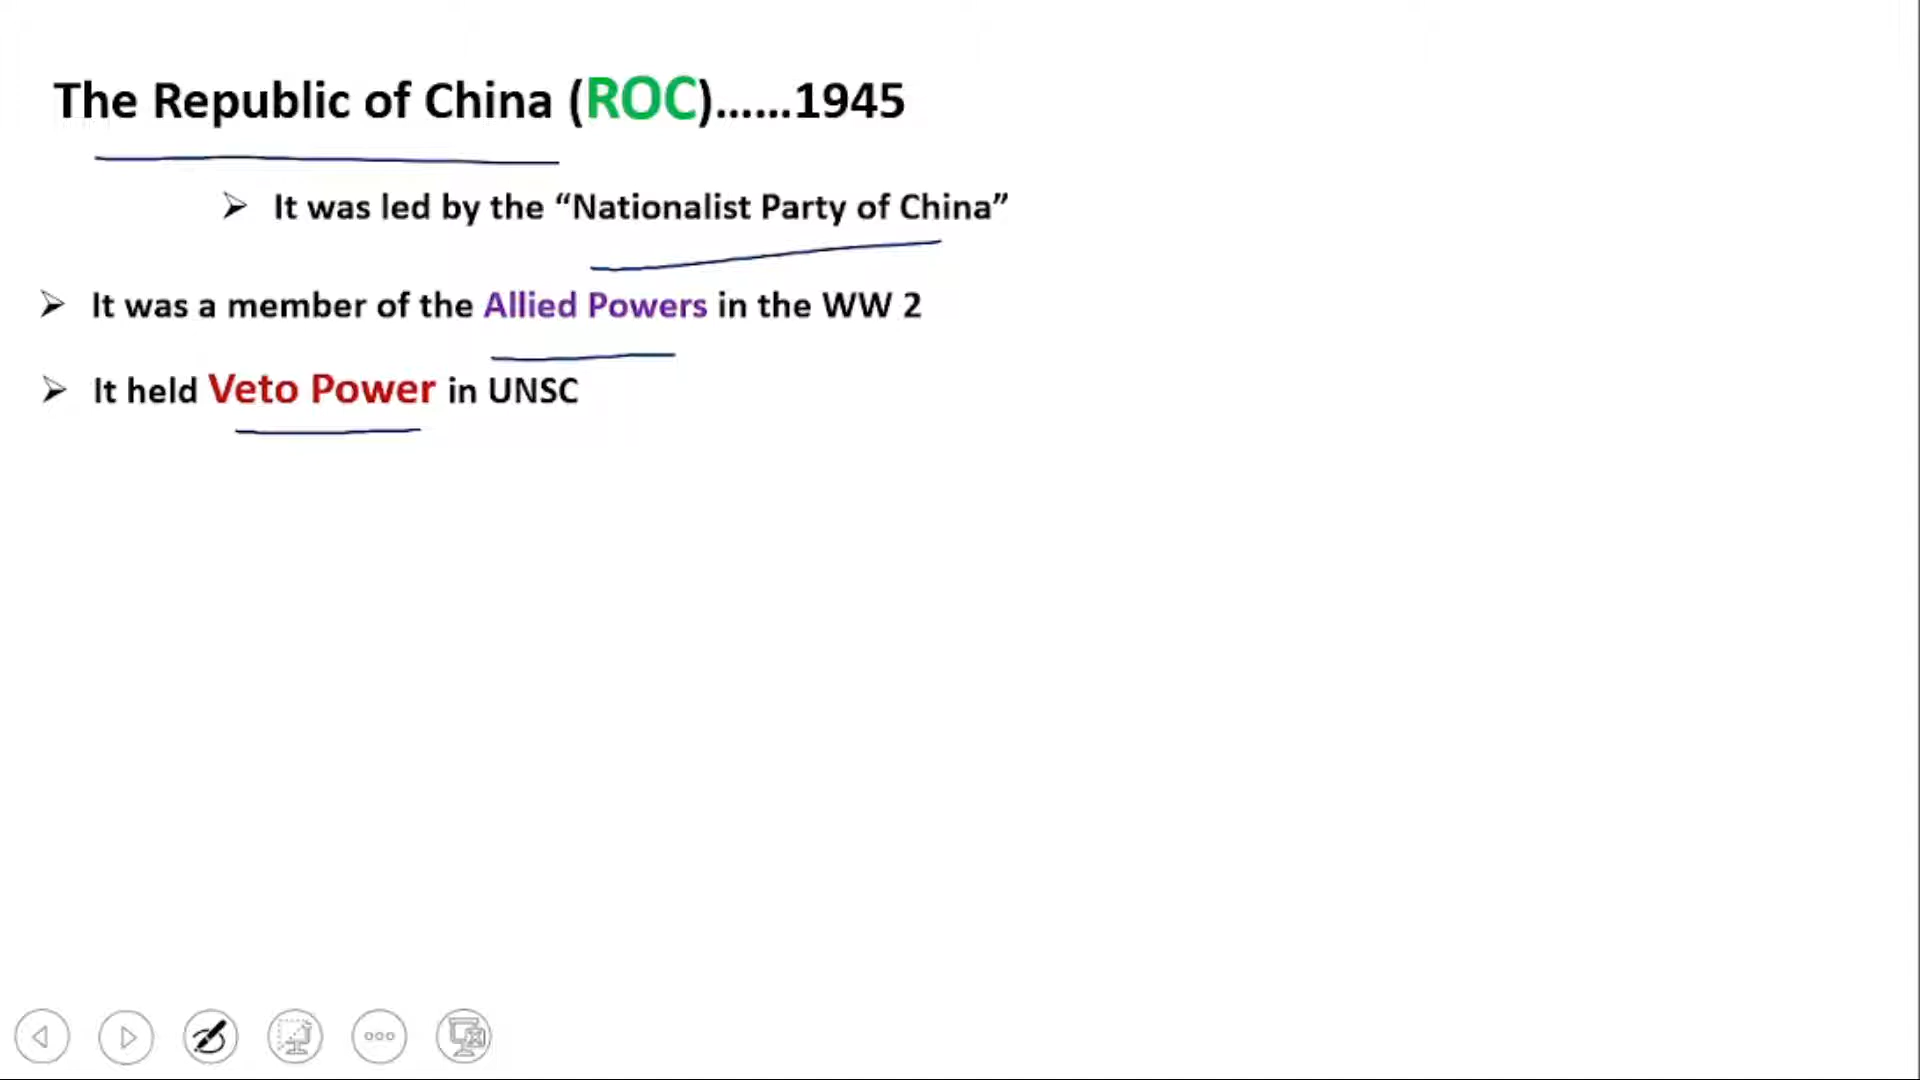 The Republic of China (ROC)......1945
➢ It was led by the “Nationalist Party of China”
➢ It was a member of the Allied Powers in the WW 2
➢ It held Veto Power in UNSC